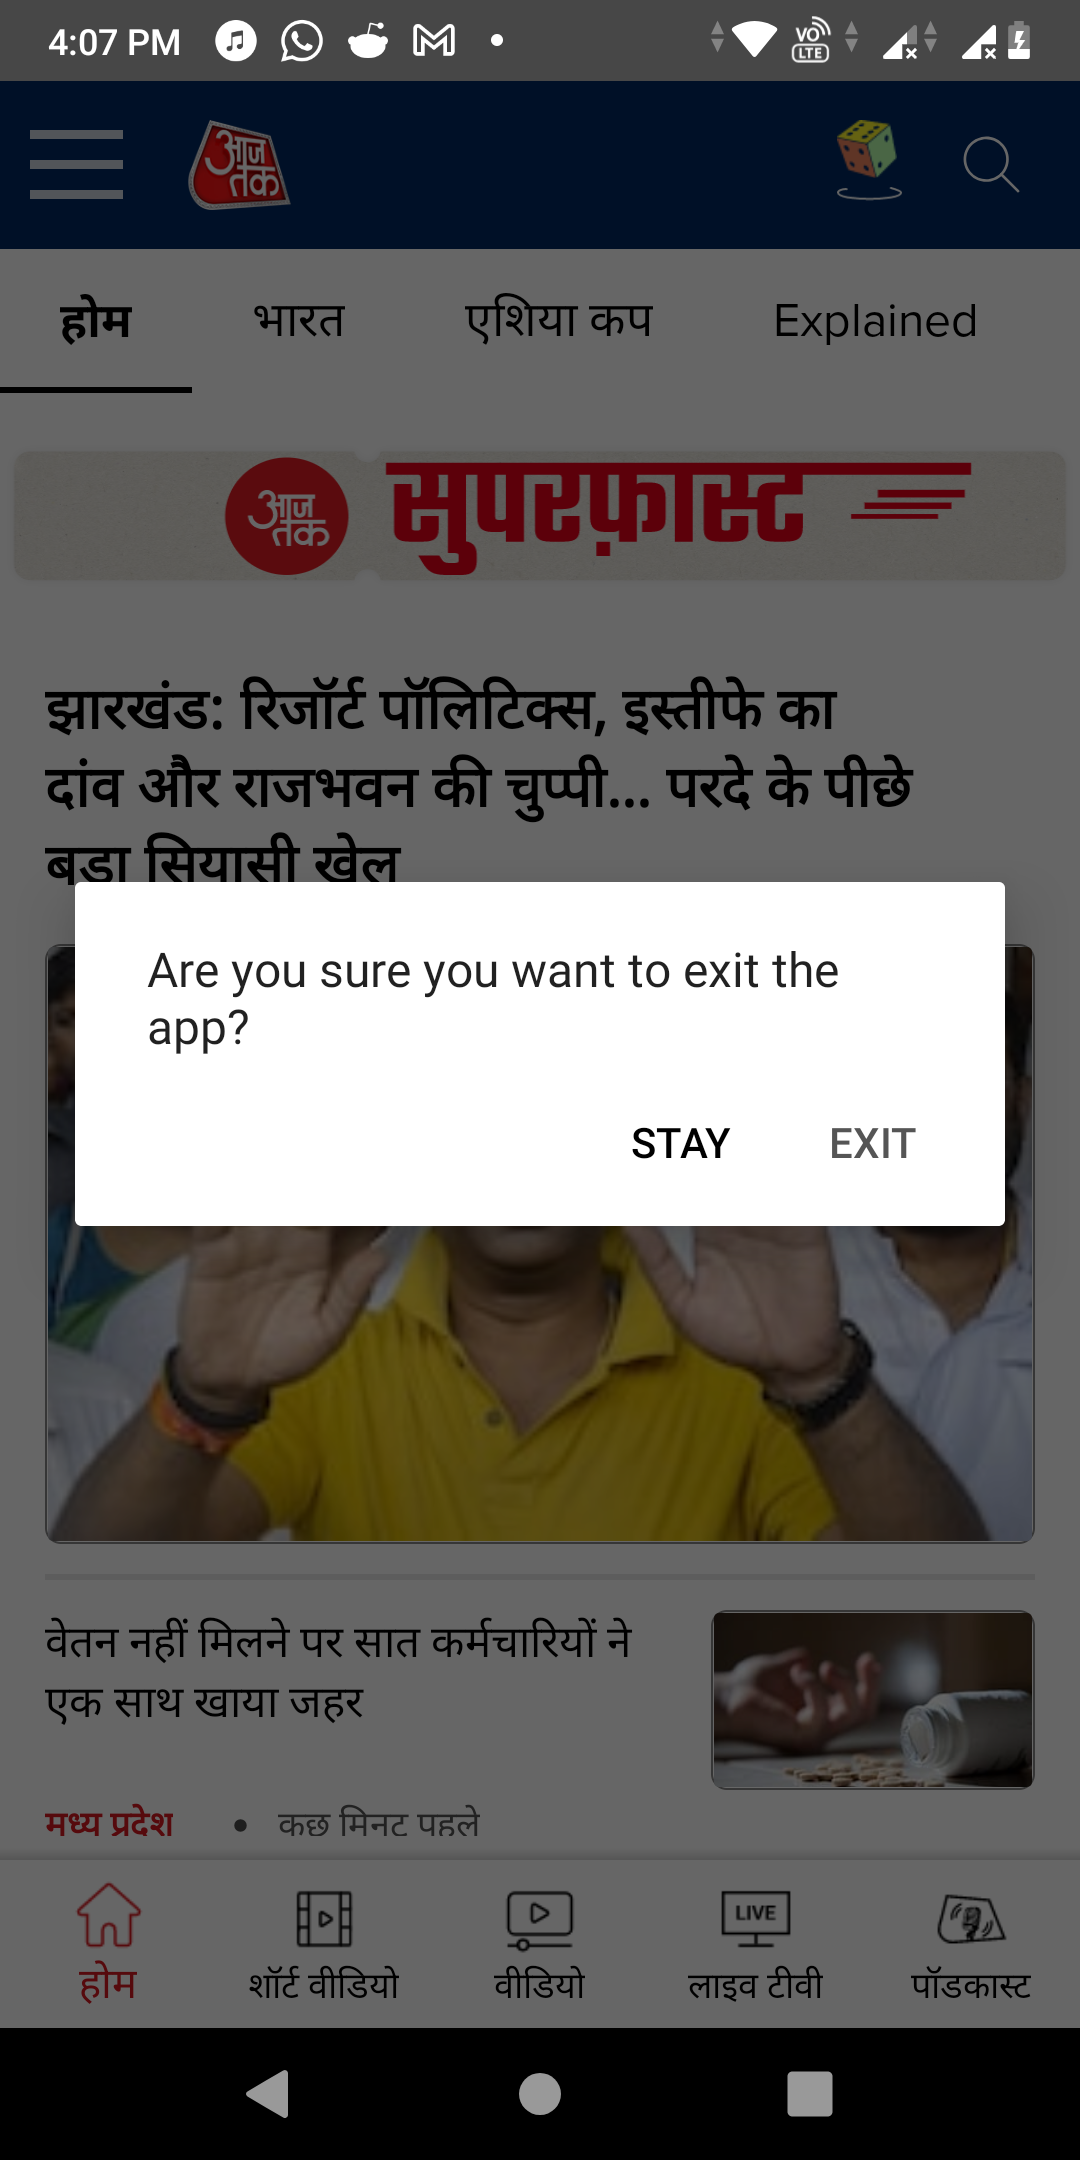 4:07 PM
VO
LTE
आज
तक
होम
भारत
एशिया कप
Explained
आज
तक
सुपरफ़ास्ट
झारखंड: रिजॉर्ट पॉलिटिक्स, इस्तीफे का
दांव और राजभवन की चुप्पी... परदे के पीछे
बड़ा सियासी खेल
Are you sure you want to exit the
app?
STAY
EXIT
वेतन नहीं मिलने पर सात कर्मचारियों ने
एक साथ खाया जहर
मध्य प्रदेश • कुछ मिनट पहले
LIVE
होम
शॉर्ट वीडियो
वीडियो
लाइव टीवी
पॉडकास्ट